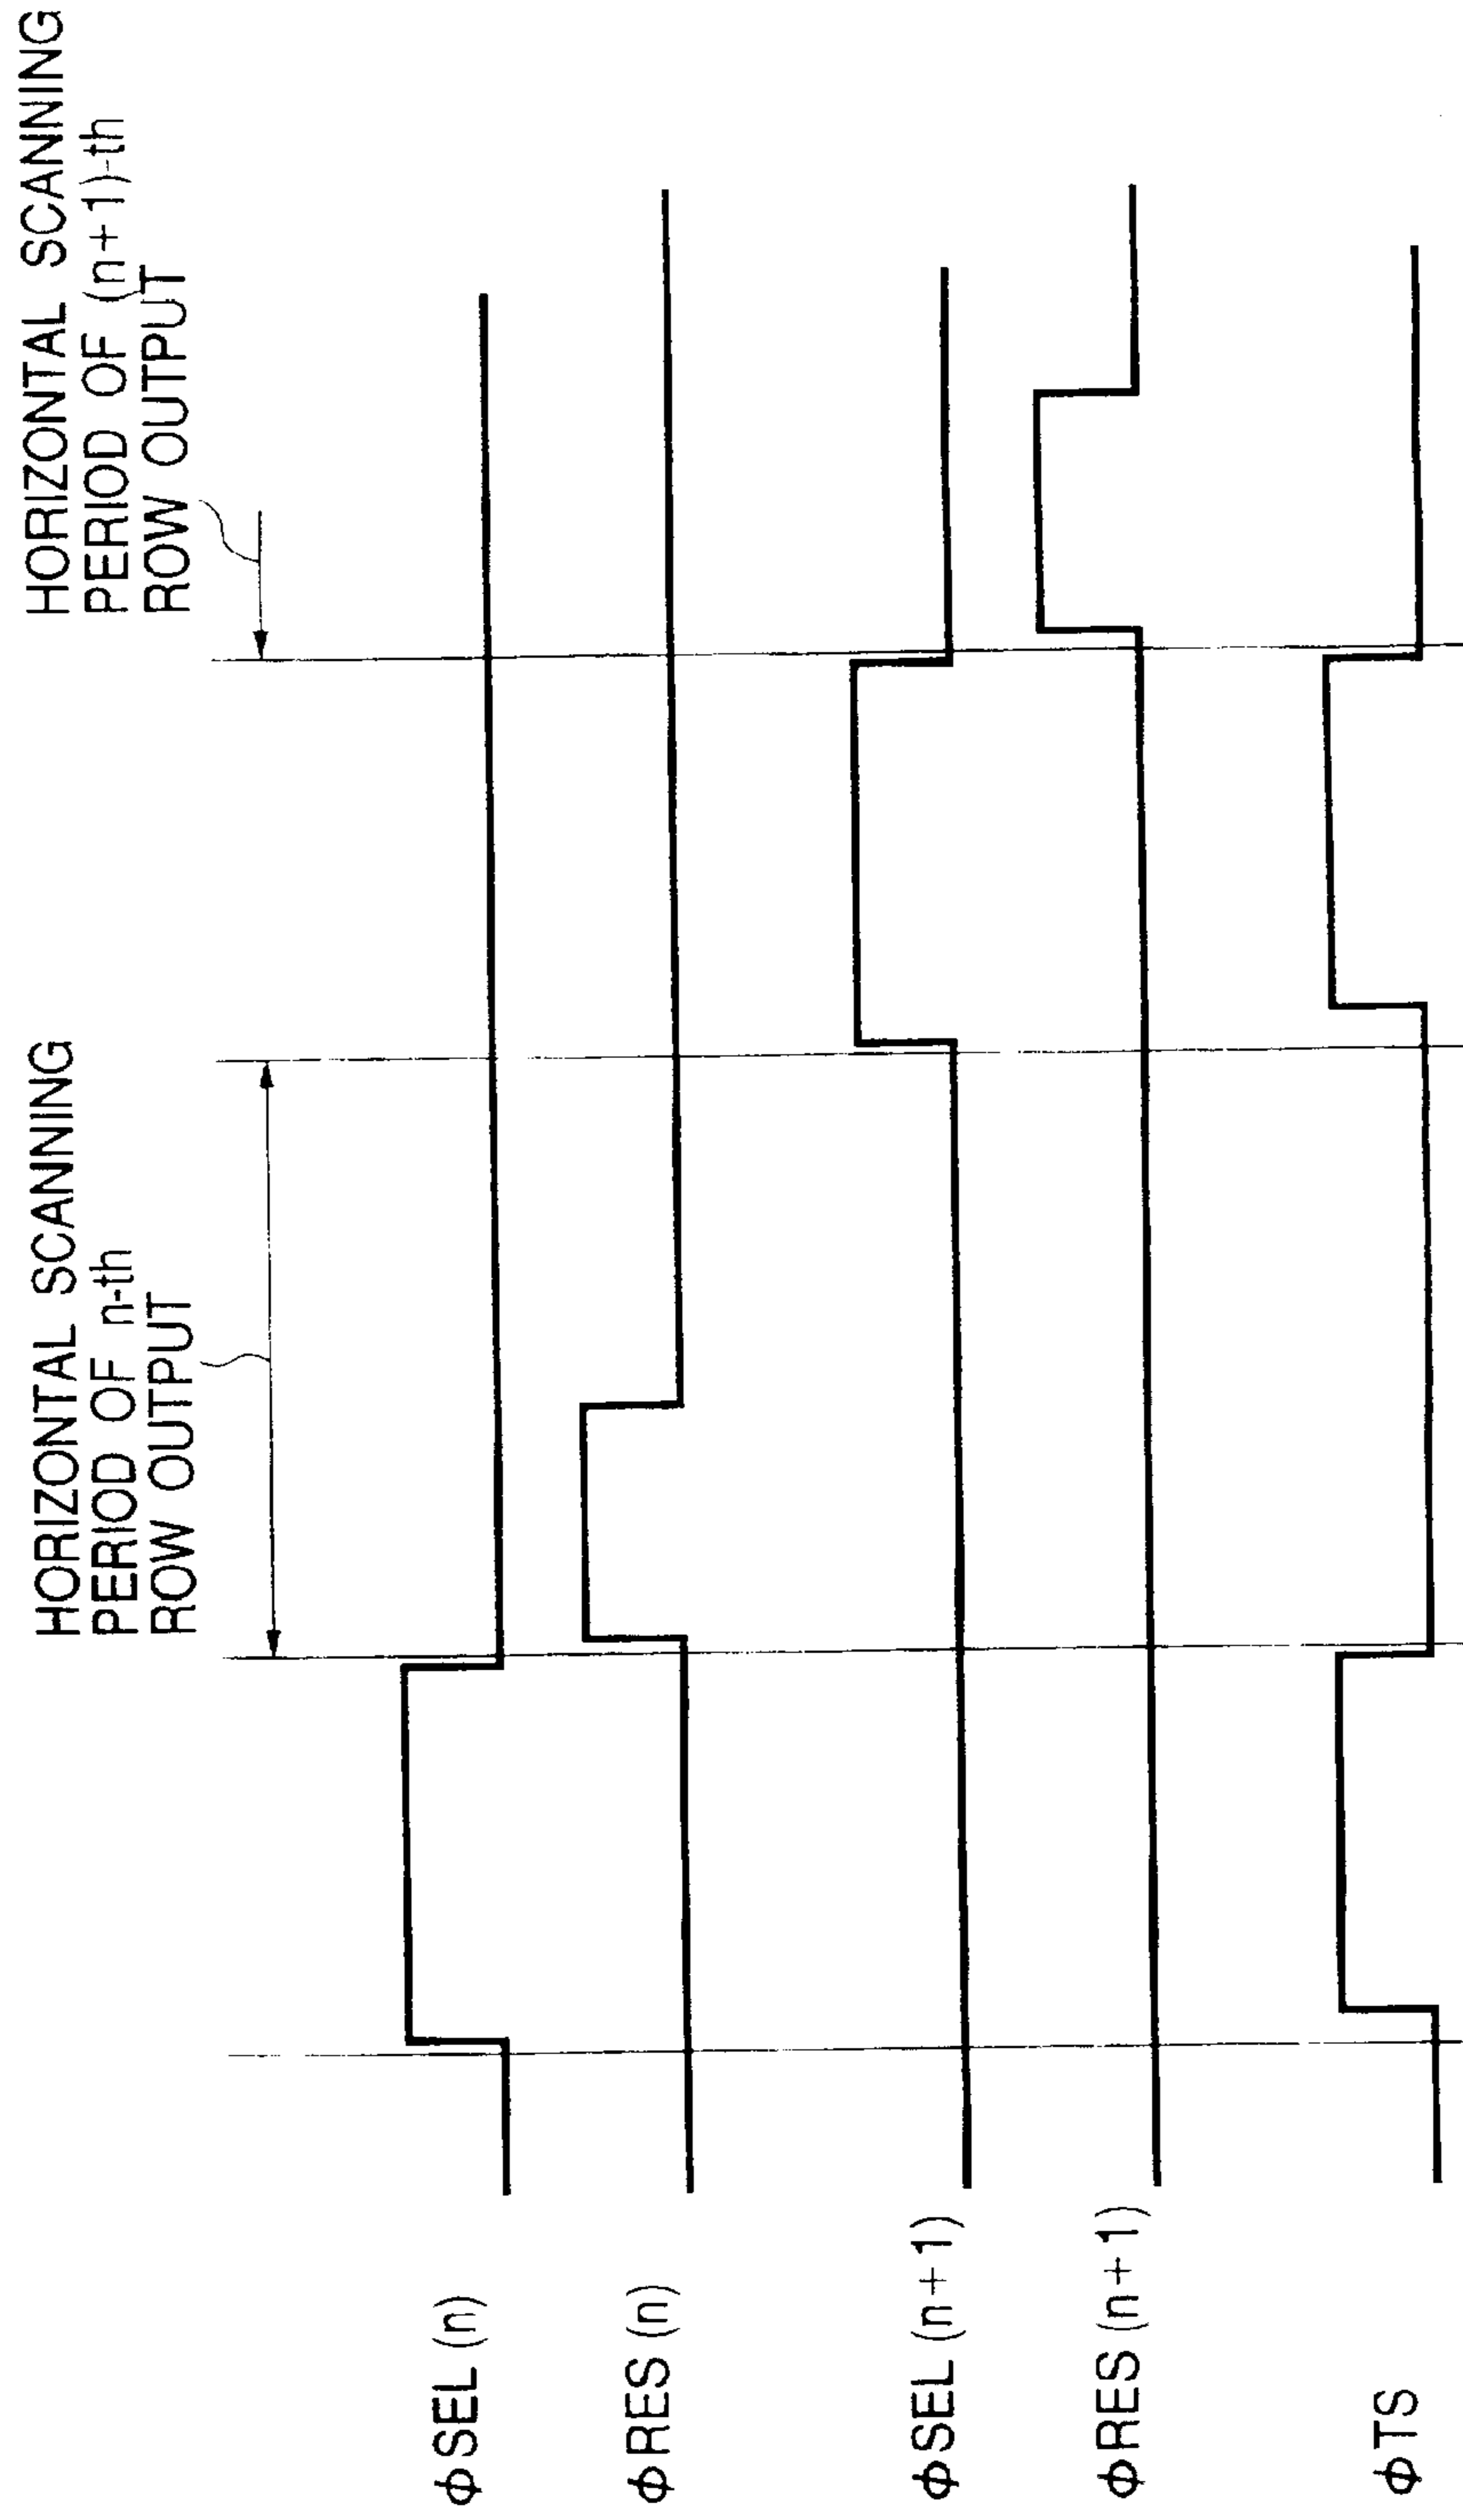 HORIZONTAL SCANNING
PERIOD OF n-th
ROW OUTPUT
HORIZONTAL SCANNING
PERIOD OF (n+1)-th
ROW OUTPUT
ϕSEL (n)
ϕRES (n)
ϕSEL (n+1)
ϕRES (n+1)
ϕTS